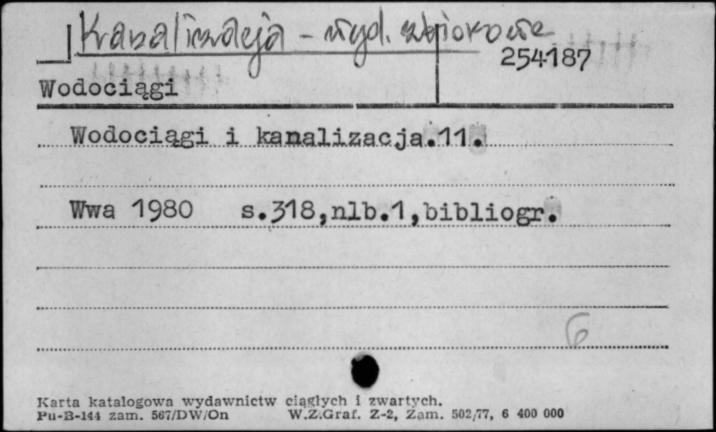 Kanalizacja - wyd. zbiorowe
254187
Wodociągi
Wodociągi i kanalizacja.11.
Wwa 1980 s.318,nlb.1,bibliogr.
6
Karta katalogowa wydawnictw ciągłych i zwartych.
Pu-B-144 zam. 567/DW/On W.Z.Graf. Z-2, Zam. 502/77, 6 400 000